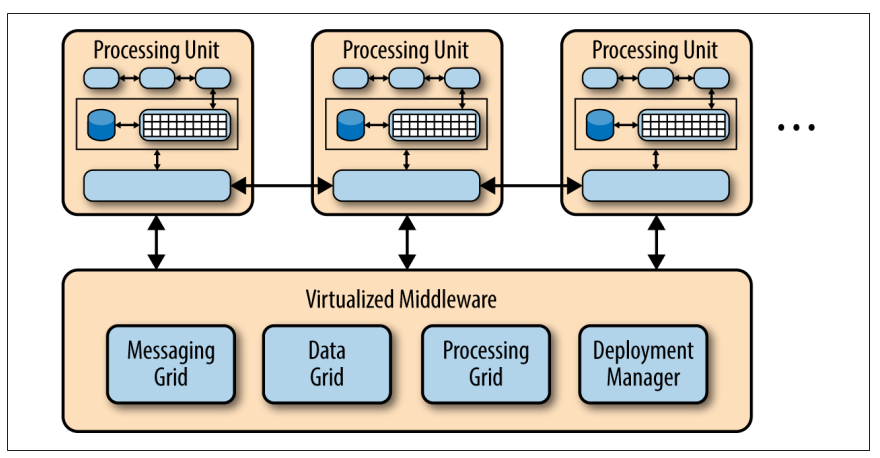 Processing Unit
Processing Unit
Processing Unit
...
Virtualized Middleware
Messaging
Grid
Data
Grid
Processing
Grid
Deployment
Manager